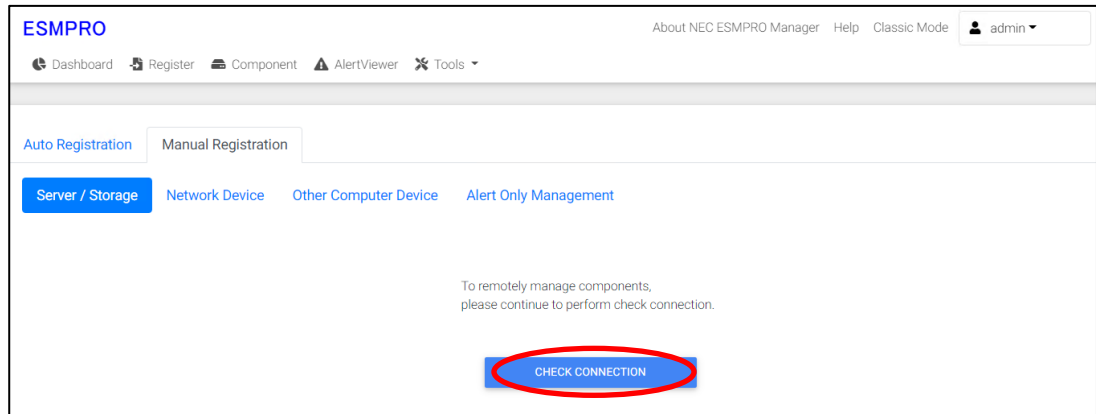 ESMPRO
About NEC ESMPRO Manager Help Classic Mode admin
Dashboard Register Component AlertViewer Tools
Auto Registration Manual Registration
Server / Storage Network Device Other Computer Device Alert Only Management
To remotely manage components,
please continue to perform check connection.
CHECK CONNECTION